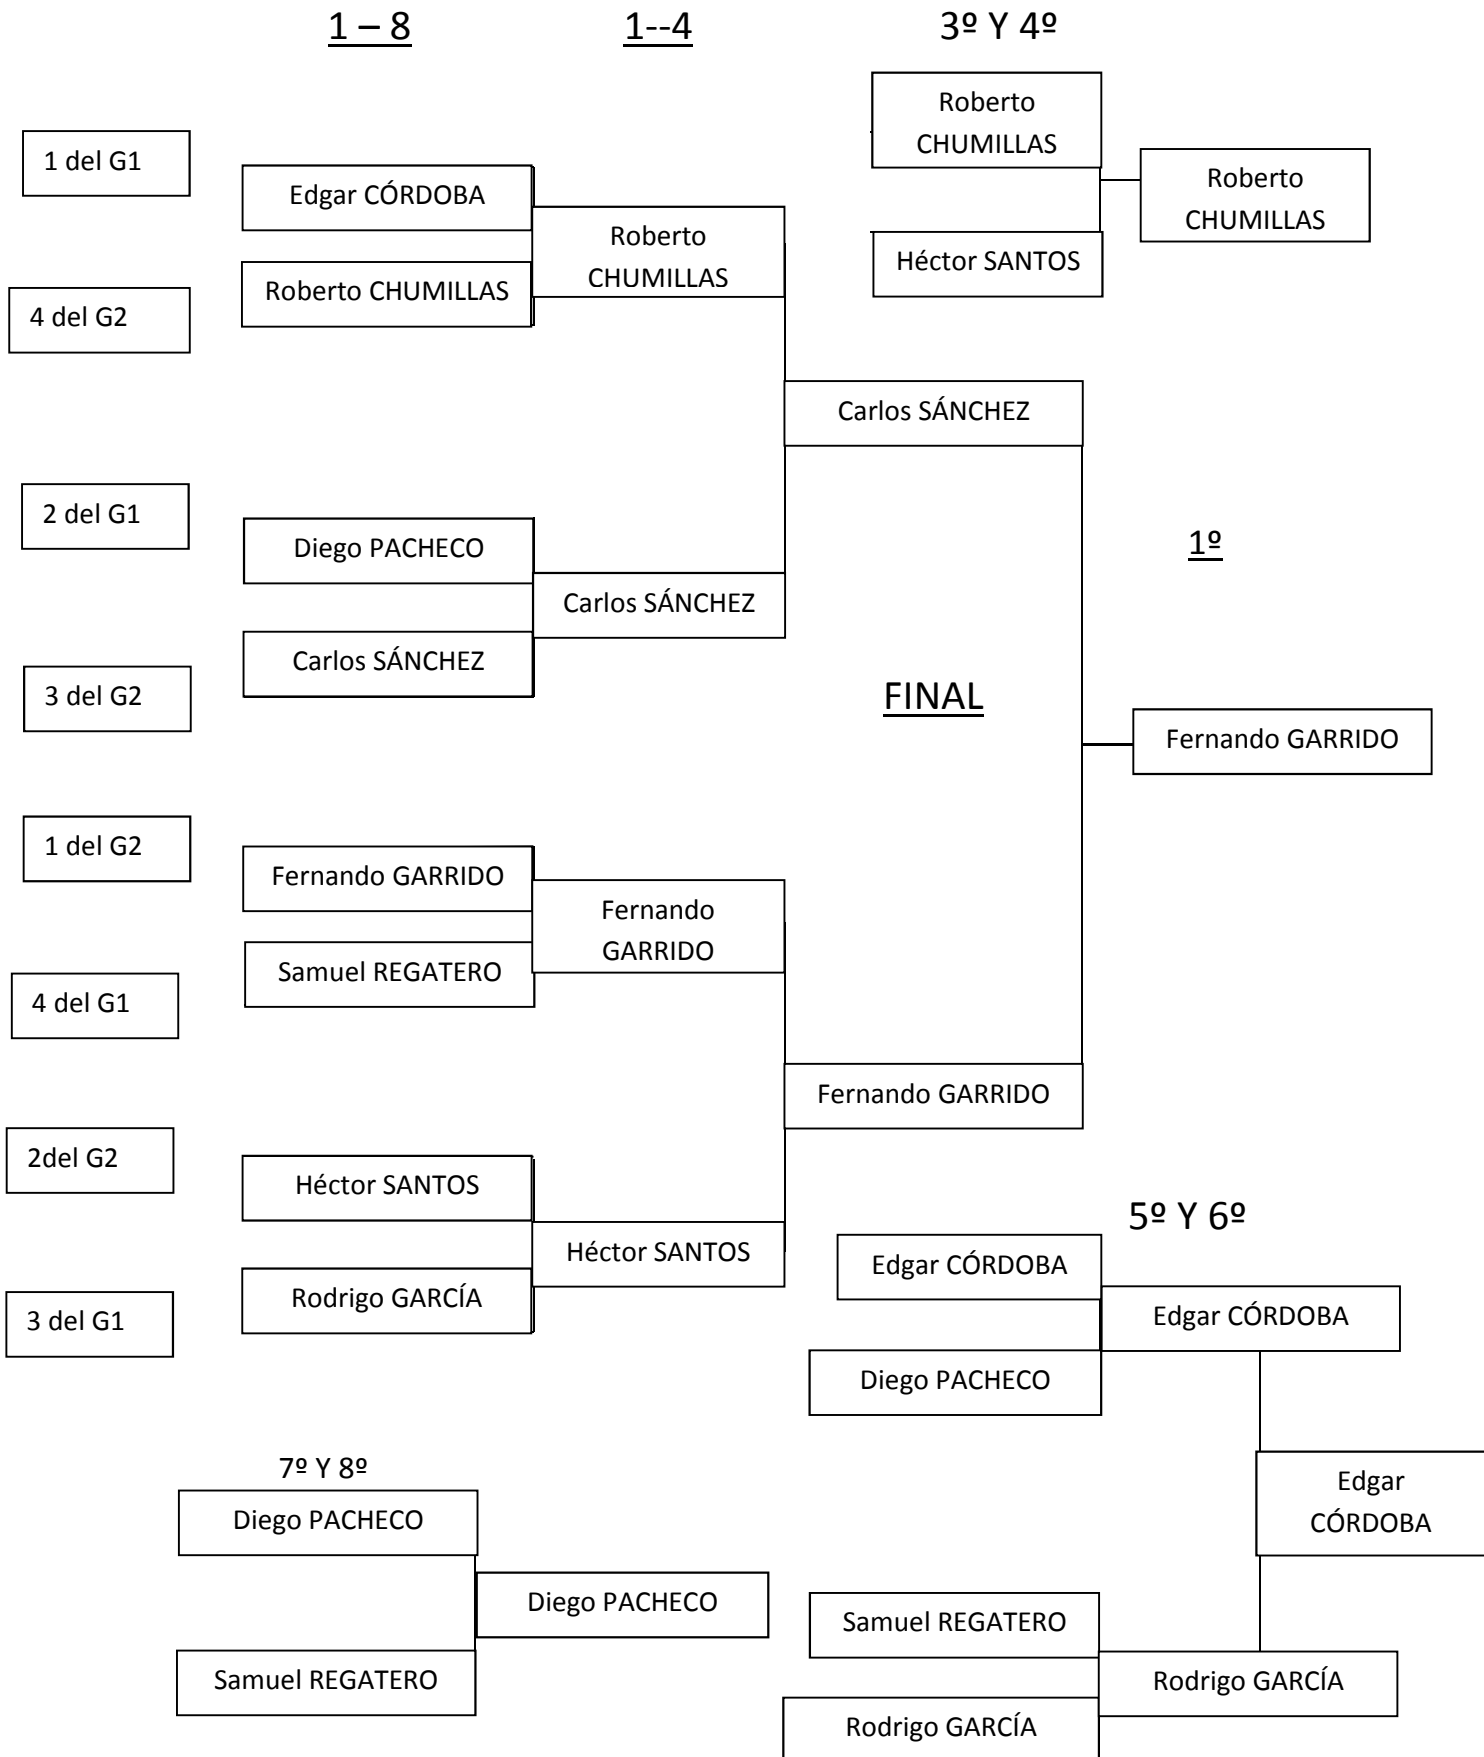 1 – 8
1--4
3º Y 4º
Roberto
CHUMILLAS
1 del G1
Edgar CÓRDOBA
Roberto
CHUMILLAS
Roberto
CHUMILLAS
Héctor SANTOS
Roberto CHUMILLAS
4 del G2
Carlos SÁNCHEZ
2 del G1
Diego PACHECO
1º
Carlos SÁNCHEZ
Carlos SÁNCHEZ
3 del G2
FINAL
Fernando GARRIDO
1 del G2
Fernando GARRIDO
Fernando
GARRIDO
Samuel REGATERO
4 del G1
Fernando GARRIDO
2del G2
Héctor SANTOS
5º Y 6º
Héctor SANTOS
Edgar CÓRDOBA
Rodrigo GARCÍA
3 del G1
Edgar CÓRDOBA
Diego PACHECO
7º Y 8º
Diego PACHECO
Edgar
CÓRDOBA
Diego PACHECO
Samuel REGATERO
Samuel REGATERO
Rodrigo GARCÍA
Rodrigo GARCÍA